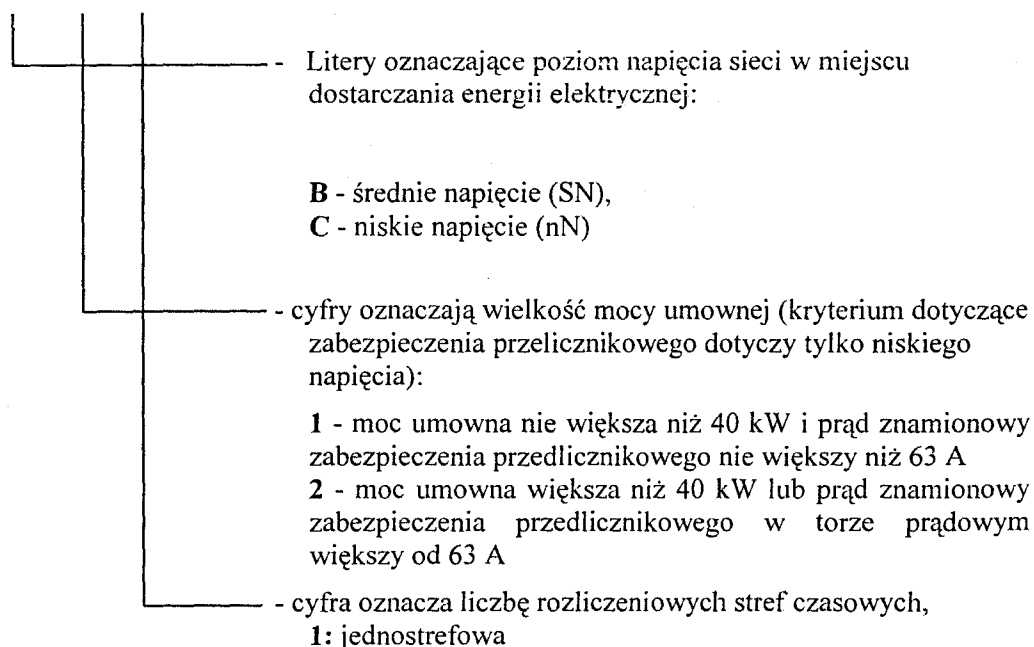 - Litery oznaczające poziom napięcia sieci w miejscu
dostarczania energii elektrycznej:
B - średnie napięcie (SN),
C - niskie napięcie (nN)
- cyfry oznaczają wielkość mocy umownej (kryterium dotyczące
zabezpieczenia przelicznikowego dotyczy tylko niskiego
napięcia):
1 - moc umowna nie większa niż 40 kW i prąd znamionowy
zabezpieczenia przedlicznikowego nie większy niż 63 A
2 - moc umowna większa niż 40 kW lub prąd znamionowy
zabezpieczenia przedlicznikowego w torze prądowym
większy od 63 A
- cyfra oznacza liczbę rozliczeniowych stref czasowych,
1: jednostrefowa